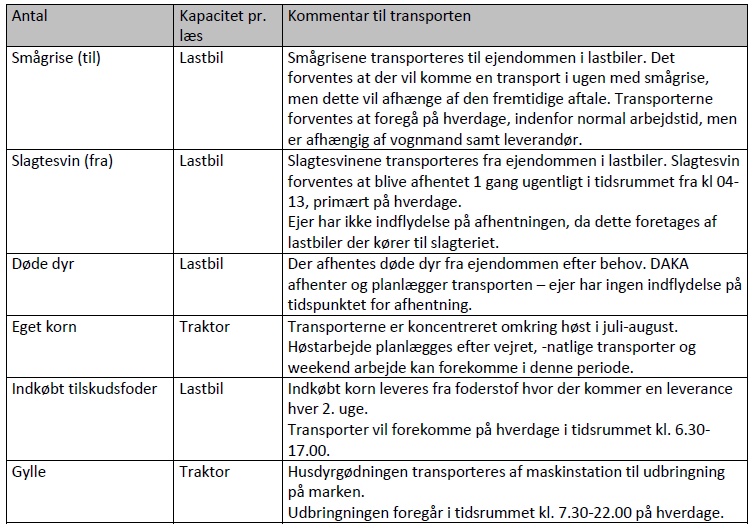 Antal
Kapacitet pr.
læs
Kommentar til transporten
Smågrise (til)
Lastbil
Smågrisene transporteres til ejendommen i lastbiler. Det
forventes at der vil komme en transport i ugen med smågrise,
men dette vil afhænge af den fremtidige aftale. Transporterne
forventes at foregå på hverdage, indenfor normal arbejdstid, men
er afhængig af vognmand samt leverandør.
Slagtesvin (fra)
Lastbil
Slagtesvinene transporteres fra ejendommen i lastbiler. Slagtesvin
forventes at blive afhentet 1 gang ugentligt i tidsrummet fra kl 04-
13, primært på hverdage.
Ejer har ikke indflydelse på afhentningen, da dette foretages af
lastbiler der kører til slagteriet.
Døde dyr
Lastbil
Der afhentes døde dyr fra ejendommen efter behov. DAKA
afhenter og planlægger transporten – ejer har ingen indflydelse på
tidspunktet for afhentning.
Eget korn
Traktor
Transporterne er koncentreret omkring høst i juli-august.
Høstarbejde planlægges efter vejret, -natlige transporter og
weekend arbejde kan forekomme i denne periode.
Indkøbt tilskudsfoder
Lastbil
Indkøbt korn leveres fra foderstof hvor der kommer en leverance
hver 2. uge.
Transporter vil forekomme på hverdage i tidsrummet kl. 6.30-
17.00.
Gylle
Traktor
Husdyrgødningen transporteres af maskinstation til udbringning
på marken.
Udbringningen foregår i tidsrummet kl. 7.30-22.00 på hverdage.